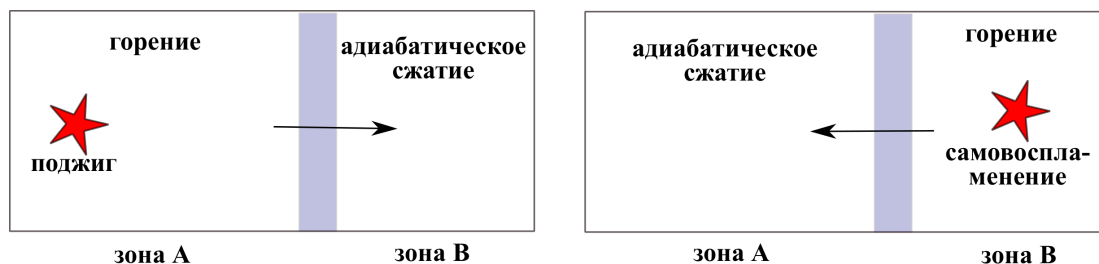 горение
адиабатическое
сжатие
поджиг
зона А
зона В
адиабатическое
сжатие
горение
самовоспла-
менение
зона А
зона В